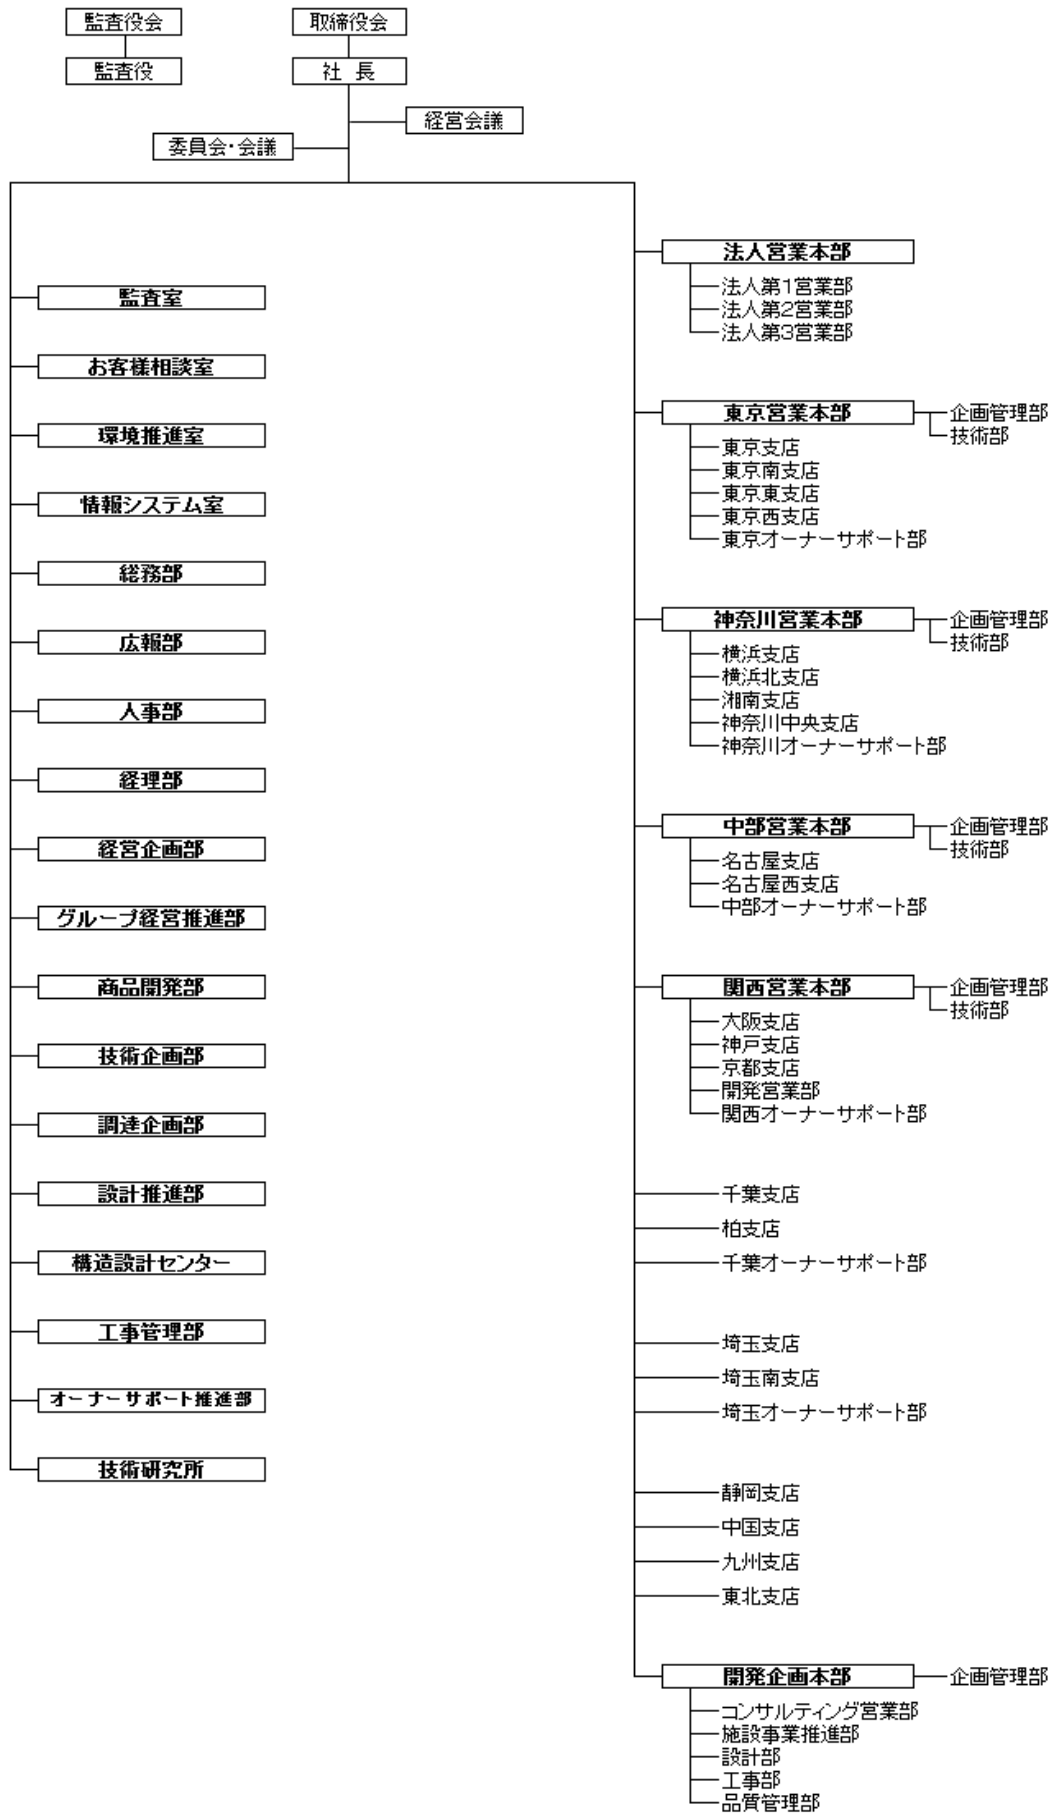 監査役会
取締役会
監査役
社 長
経営会議
委員会・会議
監査室
お客様相談室
環境推進室
情報システム室
総務部
広報部
人事部
経理部
経営企画部
グループ経営推進部
商品開発部
技術企画部
調達企画部
設計推進部
構造設計センター
工事管理部
オーナーサポート推進部
技術研究所
法人営業本部
法人第1営業部
法人第2営業部
法人第3営業部
東京営業本部
企画管理部
技術部
東京支店
東京南支店
東京東支店
東京西支店
東京オーナーサポート部
神奈川営業本部
企画管理部
技術部
横浜支店
横浜北支店
湘南支店
神奈川中央支店
神奈川オーナーサポート部
中部営業本部
企画管理部
技術部
名古屋支店
名古屋西支店
中部オーナーサポート部
関西営業本部
企画管理部
技術部
大阪支店
神戸支店
京都支店
開発営業部
関西オーナーサポート部
千葉支店
柏支店
千葉オーナーサポート部
埼玉支店
埼玉南支店
埼玉オーナーサポート部
静岡支店
中国支店
九州支店
東北支店
開発企画本部
企画管理部
コンサルティング営業部
施設事業推進部
設計部
工事部
品質管理部